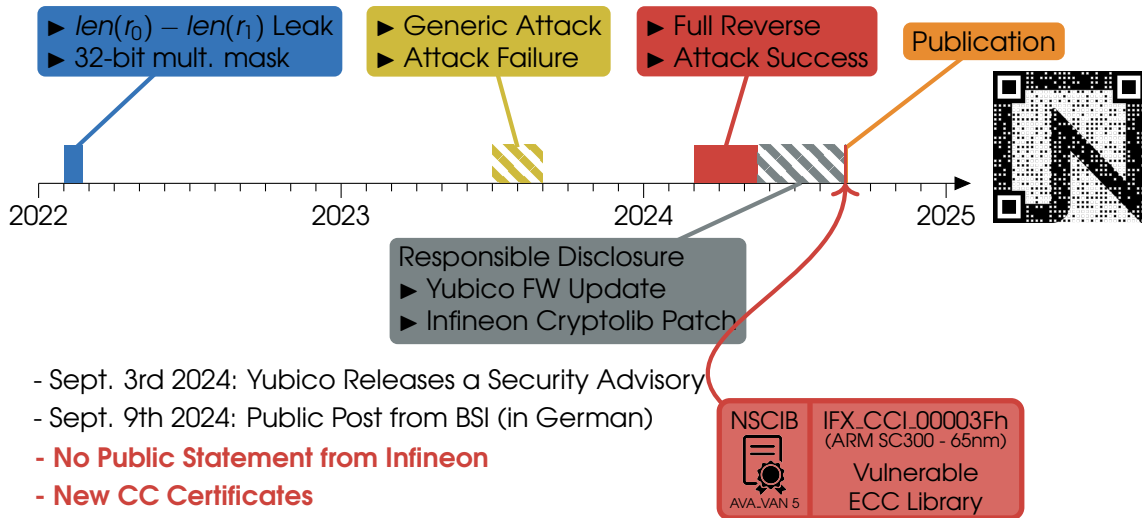 ► len(r₀) − len(r₁) Leak
► 32-bit mult. mask
► Generic Attack
► Attack Failure
► Full Reverse
► Attack Success
Publication
2022
2023
2024
2025
Responsible Disclosure
► Yubico FW Update
► Infineon Cryptolib Patch
- Sept. 3rd 2024: Yubico Releases a Security Advisory
- Sept. 9th 2024: Public Post from BSI (in German)
- No Public Statement from Infineon
- New CC Certificates
NSCIB
AVA_VAN 5
IFX_CCI_00003Fh
(ARM SC300 - 65nm)
Vulnerable
ECC Library